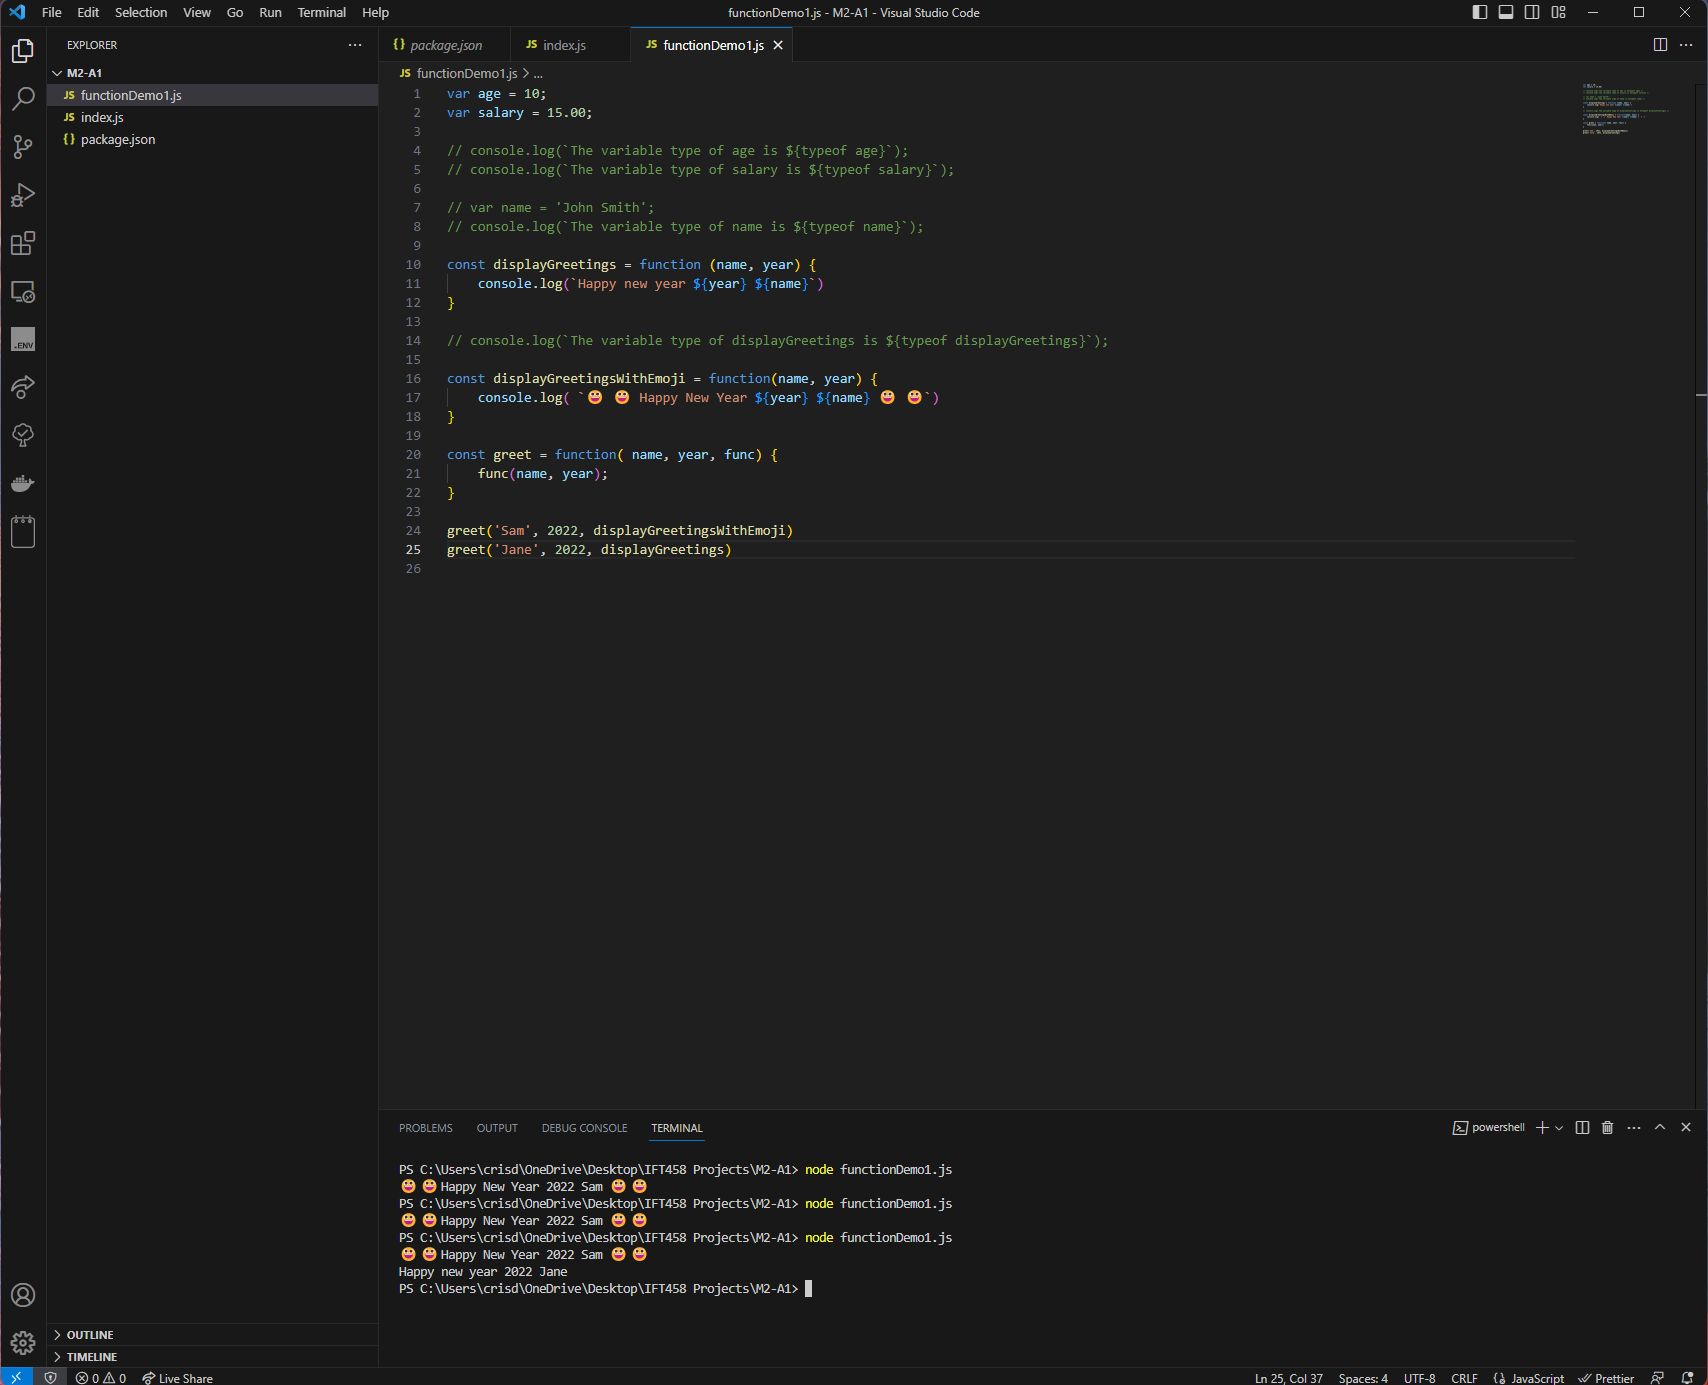 File Edit Selection View Go Run Terminal Help
functionDemo1.js - M2-A1 - Visual Studio Code
EXPLORER
M2-A1
JS functionDemo1.js
JS index.js
{} package.json
{} package.json
JS index.js
JS functionDemo1.js
JS functionDemo1.js > ...
1 var age = 10;
2 var salary = 15.00;
3
4 // console.log(`The variable type of age is ${typeof age}`);
5 // console.log(`The variable type of salary is ${typeof salary}`);
6
7 // var name = 'John Smith';
8 // console.log(`The variable type of name is ${typeof name}`);
9
10 const displayGreetings = function (name, year) {
11 console.log(`Happy new year ${year} ${name}`)
12 }
13
14 // console.log(`The variable type of displayGreetings is ${typeof displayGreetings}`);
15
16 const displayGreetingsWithEmoji = function(name, year) {
17 console.log( `😀 😀 Happy New Year ${year} ${name} 😀 😀`)
18 }
19
20 const greet = function( name, year, func) {
21 func(name, year);
22 }
23
24 greet('Sam', 2022, displayGreetingsWithEmoji)
25 greet('Jane', 2022, displayGreetings)
26
.ENV
PROBLEMS OUTPUT DEBUG CONSOLE TERMINAL
powershell
PS C:\Users\crisd\OneDrive\Desktop\IFT458 Projects\M2-A1> node functionDemo1.js
😀 😀 Happy New Year 2022 Sam 😀 😀
PS C:\Users\crisd\OneDrive\Desktop\IFT458 Projects\M2-A1> node functionDemo1.js
😀 😀 Happy New Year 2022 Sam 😀 😀
PS C:\Users\crisd\OneDrive\Desktop\IFT458 Projects\M2-A1> node functionDemo1.js
😀 😀 Happy New Year 2022 Sam 😀 😀
Happy new year 2022 Jane
PS C:\Users\crisd\OneDrive\Desktop\IFT458 Projects\M2-A1>
OUTLINE
TIMELINE
0 0 Live Share
Ln 25, Col 37 Spaces: 4 UTF-8 CRLF {} JavaScript Prettier